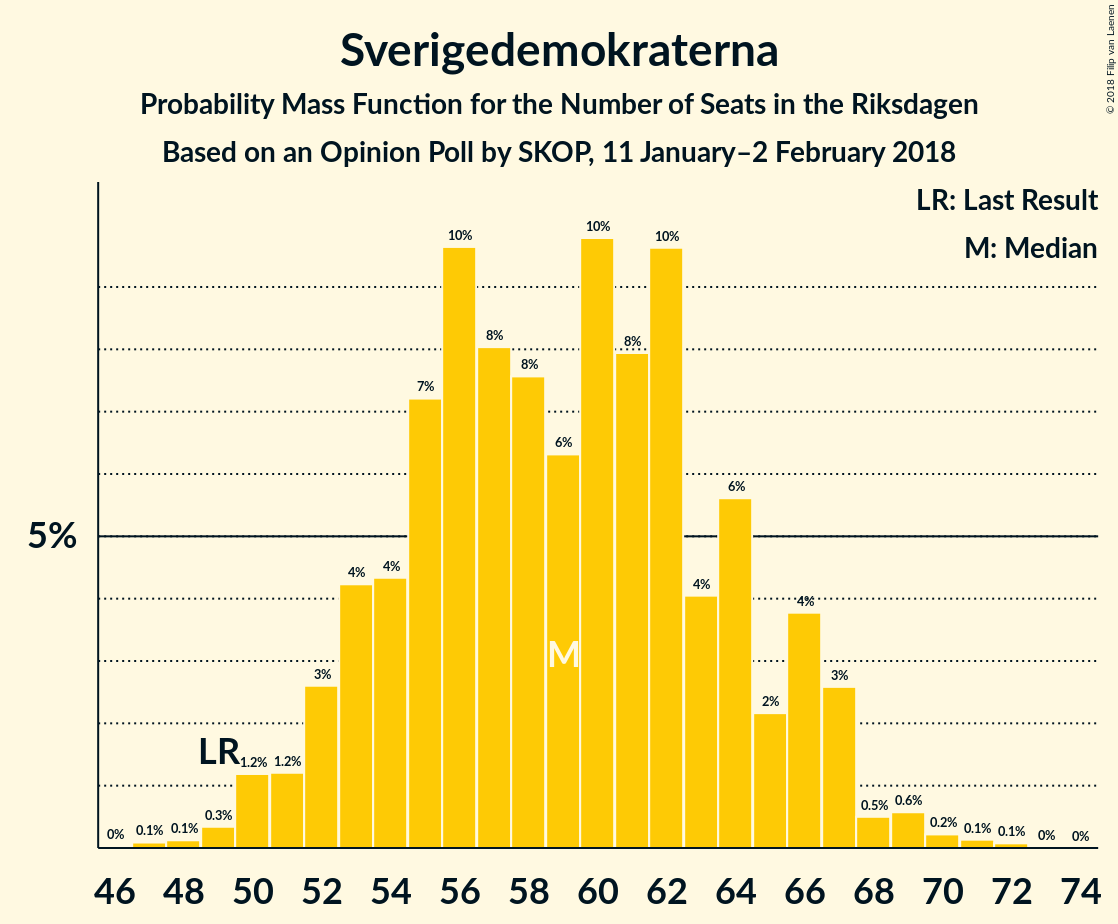 Sverigedemokraterna
Probability Mass Function for the Number of Seats in the Riksdagen
Based on an Opinion Poll by SKOP, 11 January–2 February 2018
© 2018 Filip van Laenen
LR: Last Result
M: Median
5%
0% 0.1% 0.1% 0.3% 1.2% 1.2% 3% 4% 4% 7% 10% 8% 8% 6% 10% 8% 10% 4% 6% 2% 4% 3% 0.5% 0.6% 0.2% 0.1% 0.1% 0% 0%
LR
M
46 48 50 52 54 56 58 60 62 64 66 68 70 72 74